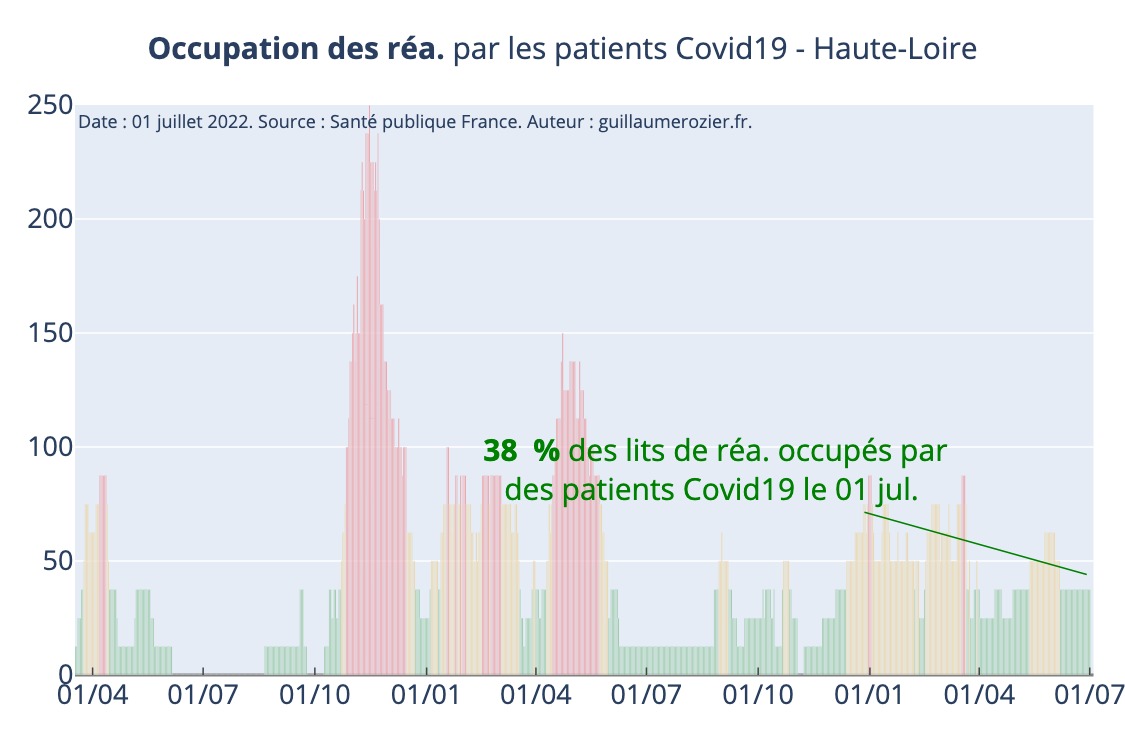 Occupation des réa. par les patients Covid19 - Haute-Loire
250
Date : 01 juillet 2022. Source : Santé publique France. Auteur : guillaumerozier.fr.
200
150
100
38 % des lits de réa. occupés par
des patients Covid19 le 01 jul.
50
0
01/04 01/07 01/10 01/01 01/04 01/07 01/10 01/01 01/04 01/07